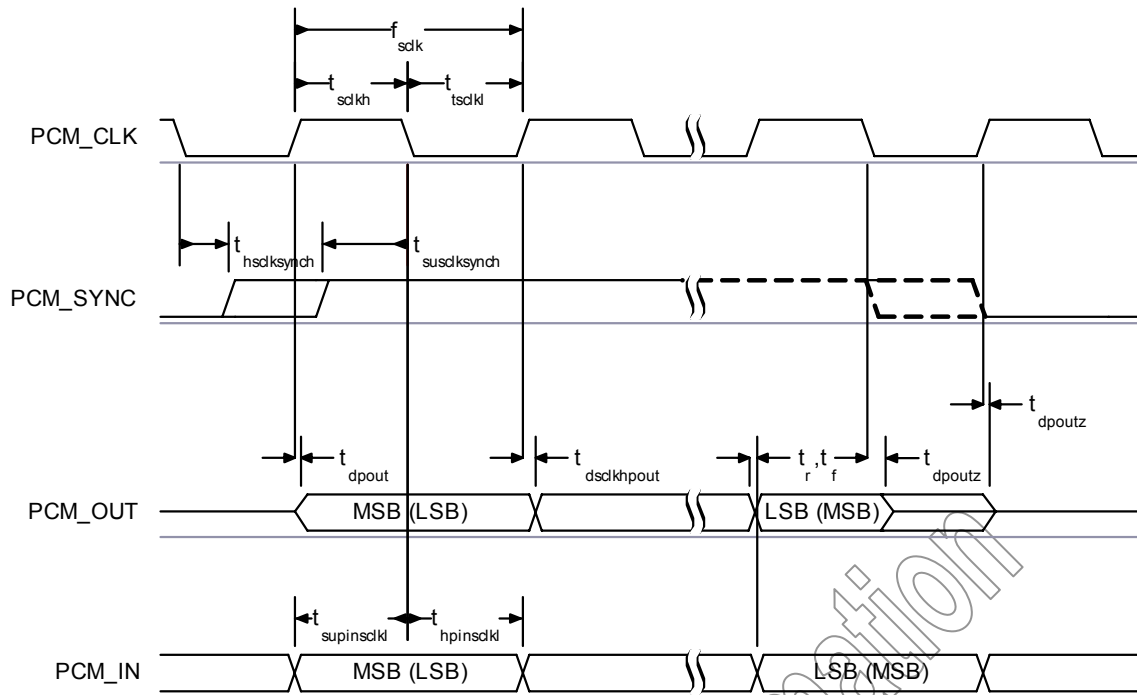 f sclk
t sclkh
tsclkl
PCM_CLK
t hsclksynch
t susclksynch
PCM_SYNC
t dpoutz
t dpout
t dsclkhpout
t r ,t f
t dpoutz
PCM_OUT
MSB (LSB)
LSB (MSB)
t supinsclkl
t hpinsclkl
PCM_IN
MSB (LSB)
LSB (MSB)